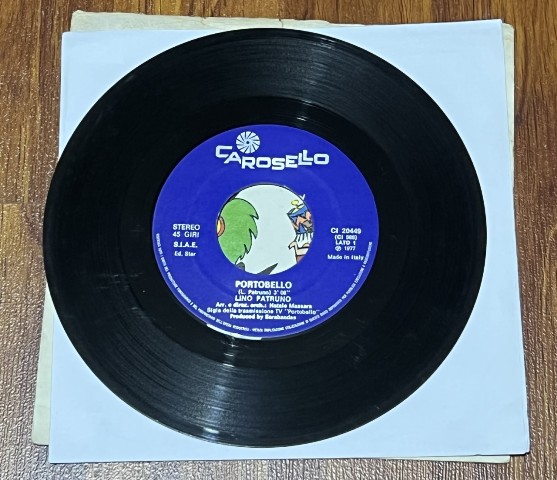 CAROSELLO
STEREO
45 GIRI
S.I.A.E.
Ed. Star
CI 20449
(CI 888)
LATO 1
℗ 1977
Made in Italy
PORTOBELLO
(L. Patruno) 3' 06"
LINO PATRUNO
Arr. e direz. orch.: Natale Massara
Sigla della trasmissione TV "Portobello"
Produced by Sarabandas